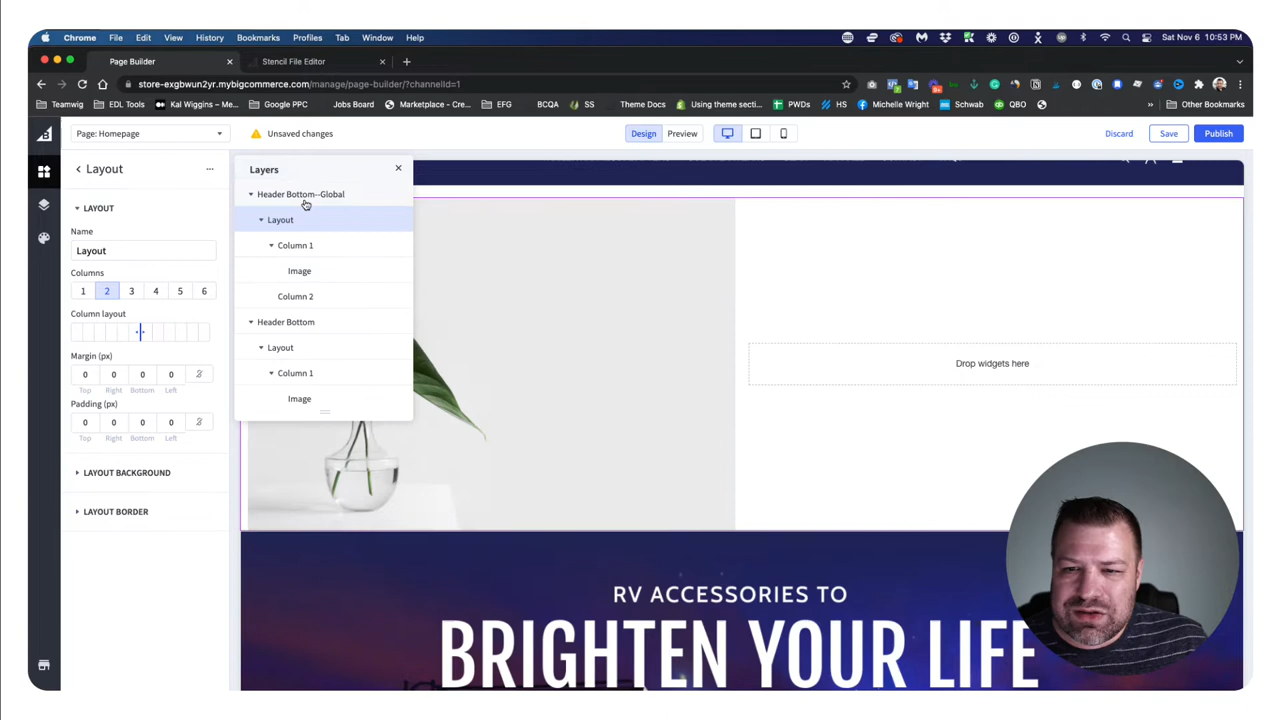 Chrome File Edit View History Bookmarks Profiles Tab Window Help Sat Nov 6 10:53 PM
Page Builder × Stencil File Editor × +
store-exgbwun2yr.mybigcommerce.com/manage/page-builder/?channelId=1
Teamwig EDL Tools Kal Wiggins – Me... Google PPC Jobs Board Marketplace - Cre... EFG BCQA SS Theme Docs Using theme secti... PWDs HS Michelle Wright Schwab QBO » Other Bookmarks
Page: Homepage Unsaved changes Design Preview Discard Save Publish
Layout ...
LAYOUT
Name
Layout
Columns
1 2 3 4 5 6
Column layout
Margin (px)
0 0 0 0
Top Right Bottom Left
Padding (px)
0 0 0 0
Top Right Bottom Left
LAYOUT BACKGROUND
LAYOUT BORDER
Layers ×
Header Bottom--Global
Layout
Column 1
Image
Column 2
Header Bottom
Layout
Column 1
Image
Drop widgets here
RV ACCESSORIES TO
BRIGHTEN YOUR LIFE